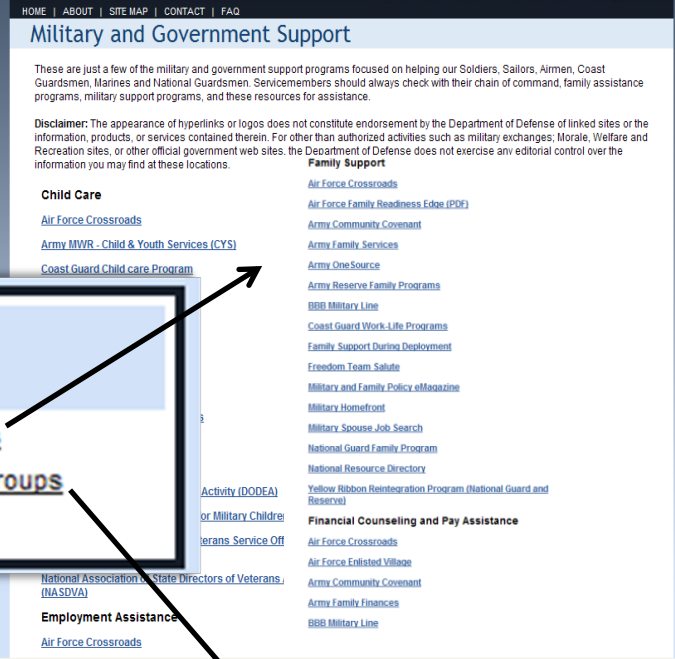 HOME | ABOUT | SITE MAP | CONTACT | FAQ
Military and Government Support
These are just a few of the military and government support programs focused on helping our Soldiers, Sailors, Airmen, Coast
Guardsmen, Marines and National Guardsmen. Servicemembers should always check with their chain of command, family assistance
programs, military support programs, and these resources for assistance.
Disclaimer: The appearance of hyperlinks or logos does not constitute endorsement by the Department of Defense of linked sites or the
information, products, or services contained therein. For other than authorized activities such as military exchanges; Morale, Welfare and
Recreation sites, or other official government web sites. the Department of Defense does not exercise any editorial control over the
information you may find at these locations.
Child Care
Air Force Crossroads
Army MWR - Child & Youth Services (CYS)
Coast Guard Child care Program
roups
Activity (DODEA)
or Military Childre
terans Service Off
National Association of State Directors of Veterans
(NASDVA)
Employment Assistance
Air Force Crossroads
Family Support
Air Force Crossroads
Air Force Family Readiness Edge (PDF)
Army Community Covenant
Army Family Services
Army OneSource
Army Reserve Family Programs
BBB Military Line
Coast Guard Work-Life Programs
Family Support During Deployment
Freedom Team Salute
Military and Family Policy eMagazine
Military Homefront
Military Spouse Job Search
National Guard Family Program
National Resource Directory
Yellow Ribbon Reintegration Program (National Guard and
Reserve)
Financial Counseling and Pay Assistance
Air Force Crossroads
Air Force Enlisted Village
Army Community Covenant
Army Family Finances
BBB Military Line